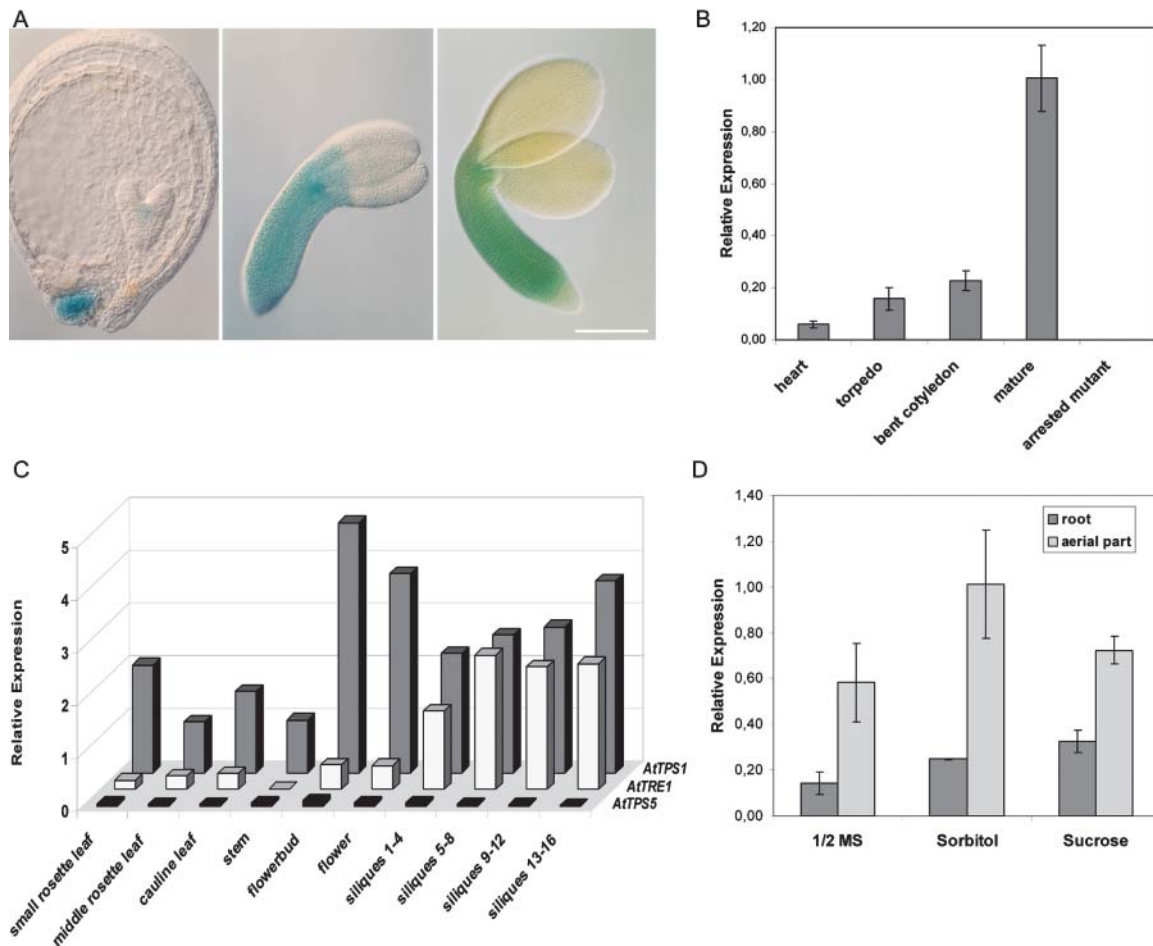 A
B
Relative Expression
1,20
1,00
0,80
0,60
0,40
0,20
0,00
heart
torpedo
bent cotyledon
mature
arrested mutant
C
Relative Expression
5
4
3
2
1
0
small rosette leaf
middle rosette leaf
cauline leaf
stem
flowerbud
flower
siliques 1-4
siliques 5-8
siliques 9-12
siliques 13-16
AtTPS1
AtTRE1
AtTPS5
D
Relative Expression
1,40
1,20
1,00
0,80
0,60
0,40
0,20
0,00
root
aerial part
1/2 MS
Sorbitol
Sucrose